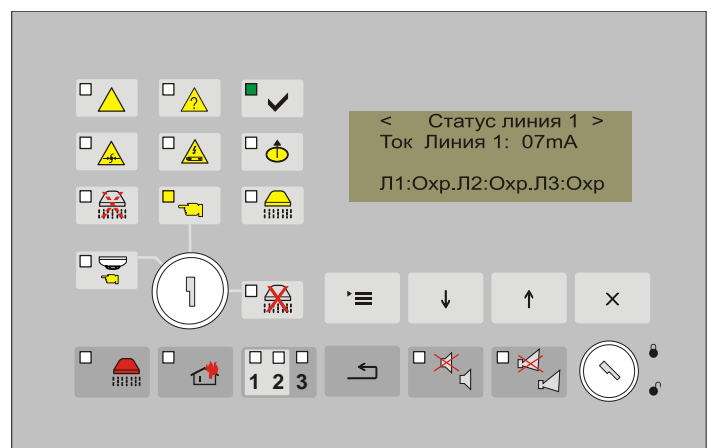 ?
< Статус линия 1 >
Ток Линия 1: 07mA
Л1:Охр.Л2:Охр.Л3:Охр
1 2 3